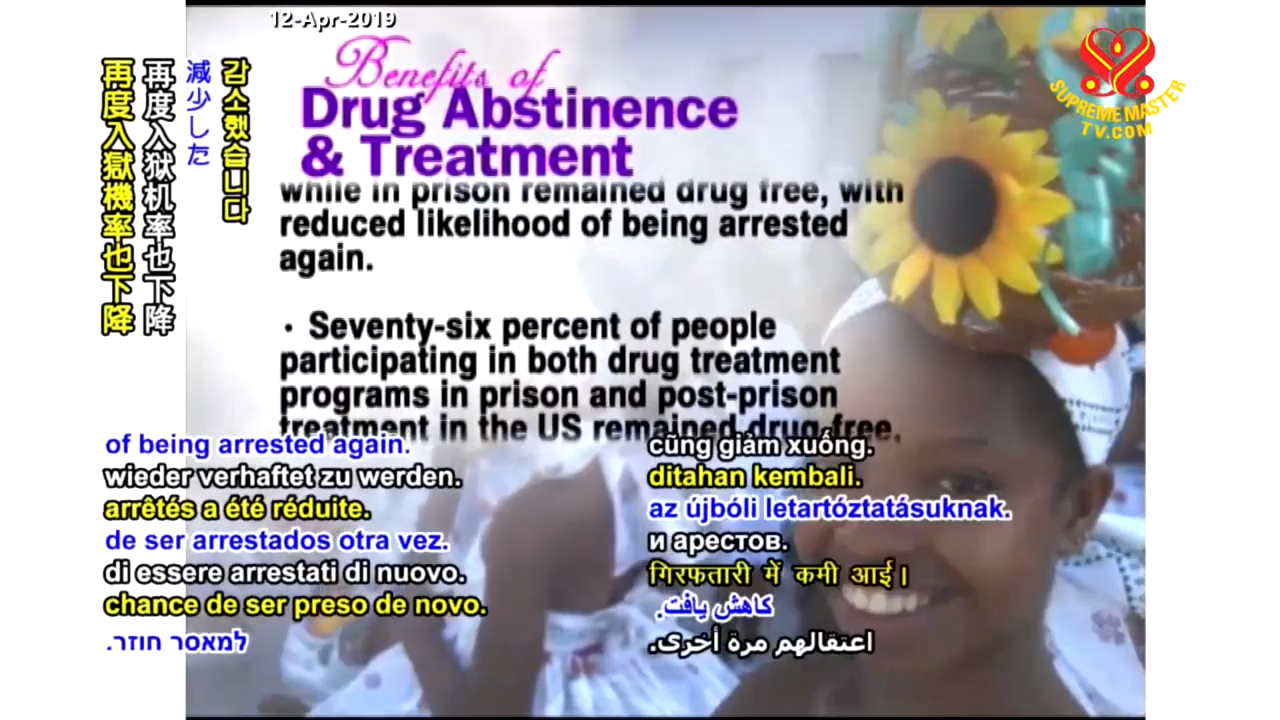 12-Apr-2019
Benefits of
Drug Abstinence
& Treatment
SUPREME MASTER
TV.COM
while in prison remained drug free, with
reduced likelihood of being arrested
again.
· Seventy-six percent of people
participating in both drug treatment
programs in prison and post-prison
treatment in the US remained drug free,
감소했습니다
減少した
再度入狱机率也下降
再度入獄機率也下降
of being arrested again.
wieder verhaftet zu werden.
arrêtés a été réduite.
de ser arrestados otra vez.
di essere arrestati di nuovo.
chance de ser preso de novo.
למאסר חוזר.
cũng giảm xuống.
ditahan kembali.
az újbóli letartóztatásuknak.
и арестов.
गिरफतारी में कमी आई।
کاهش یافت.
اعتقالهم مرة أخرى.